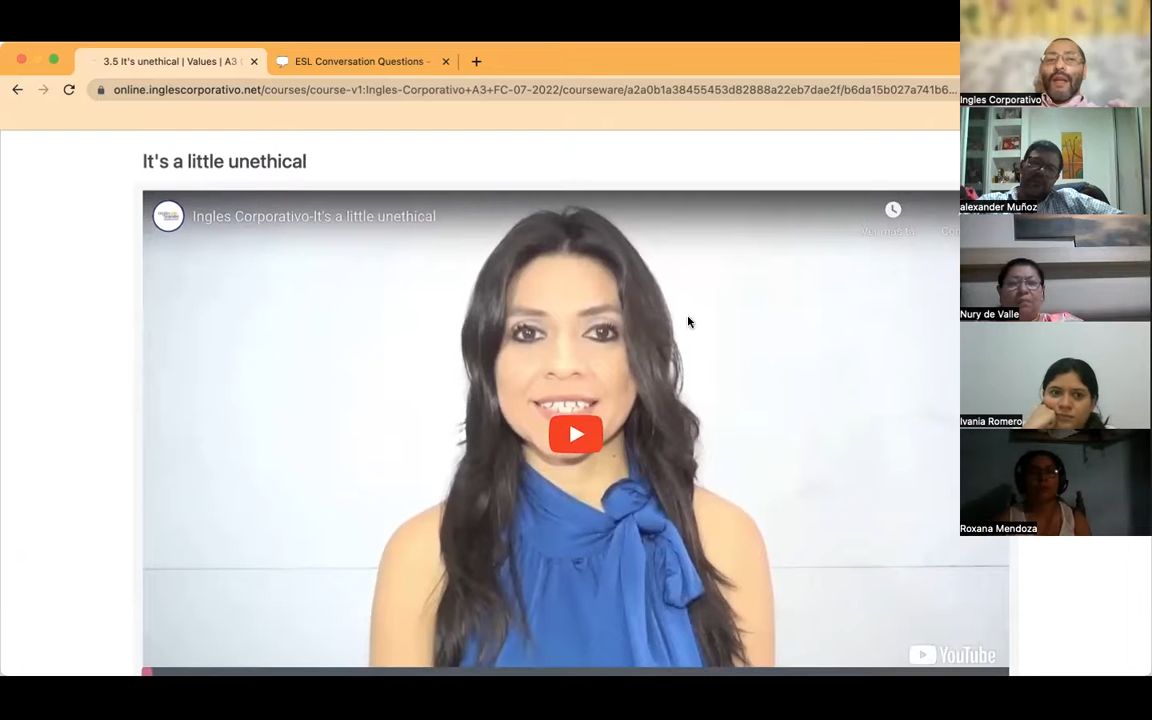 3.5 It's unethical | Values | A3
ESL Conversation Questions -
online.inglescorporativo.net/courses/course-v1:Ingles-Corporativo+A3+FC-07-2022/courseware/a2a0b1a38455453d82888a22eb7dae2f/b6da15b027a741b6...
It's a little unethical
Ingles Corporativo-It's a little unethical
YouTube
Ingles Corporativo
alexander Muñoz
Nury de Valle
Ivania Romero
Roxana Mendoza